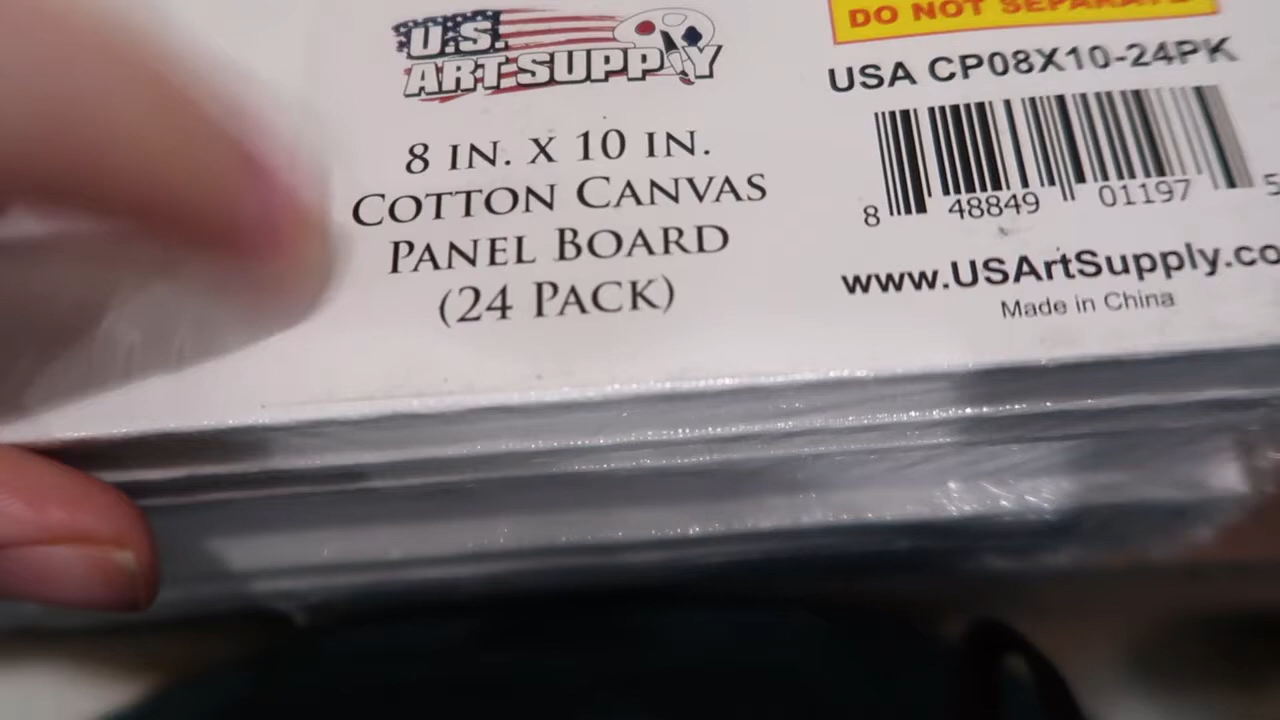 U.S.
ART SUPPLY
8 IN. X 10 IN.
COTTON CANVAS
PANEL BOARD
(24 PACK)
DO NOT SEPARATE
USA CP08X10-24PK
8 48849 01197 5
www.USArtSupply.co
Made in China